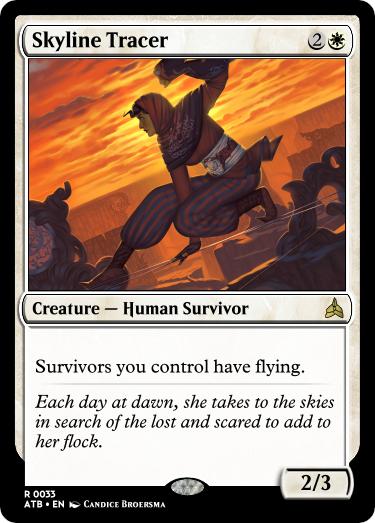 Skyline Tracer 2
Creature — Human Survivor
Survivors you control have flying.
Each day at dawn, she takes to the skies
in search of the lost and scared to add to
her flock.
2/3
R 0033
ATB • EN Candice Broersma